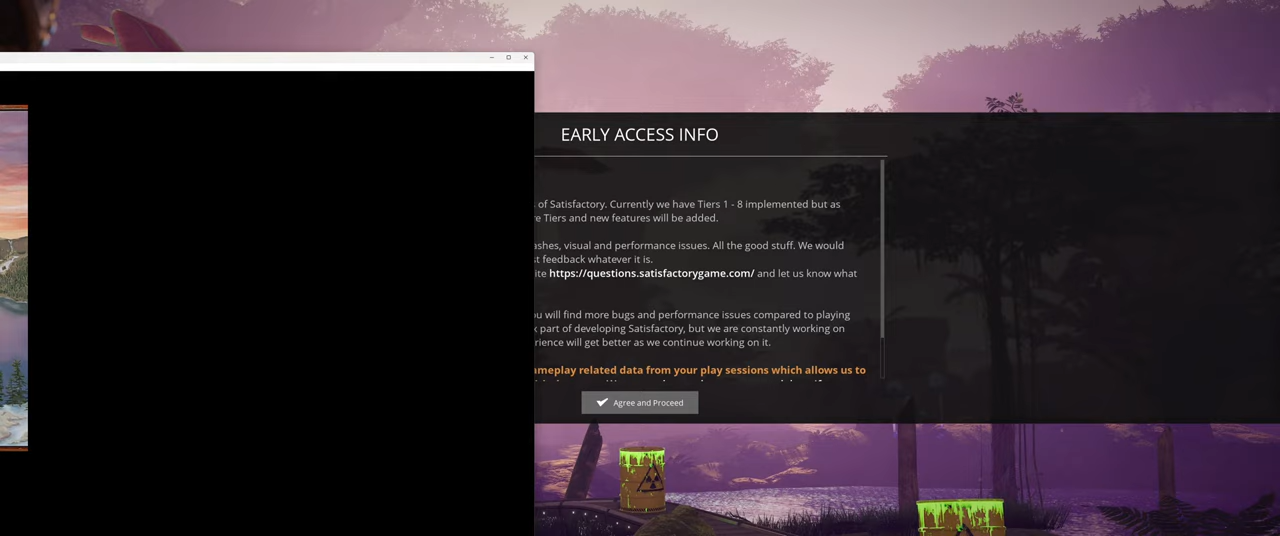 EARLY ACCESS INFO
of Satisfactory. Currently we have Tiers 1 - 8 implemented but as
Tiers and new features will be added.
visual and performance issues. All the good stuff. We would
feedback whatever it is.
https://questions.satisfactorygame.com/ and let us know what
you will find more bugs and performance issues compared to playing
part of developing Satisfactory, but we are constantly working on
will get better as we continue working on it.
gameplay related data from your play sessions which allows us to
Agree and Proceed